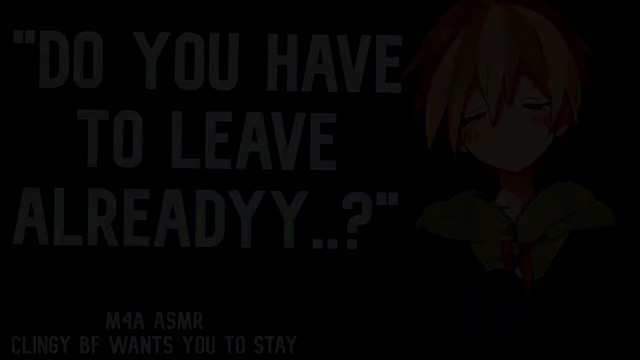 "DO YOU HAVE
TO LEAVE
ALREADYY..?"
M4A ASMR
CLINGY BF WANTS YOU TO STAY